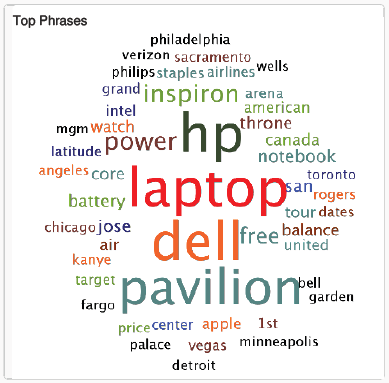 Top Phrases
philadelphia
verizon sacramento
philips staples airlines wells
grand inspiron arena
intel hp american
mgm watch power throne
latitude canada
notebook
angeles core laptop san toronto
battery rogers
tour dates
chicago jose dell free balance
air united
kanye
target pavilion bell
fargo garden
price center apple 1st
palace vegas minneapolis
detroit